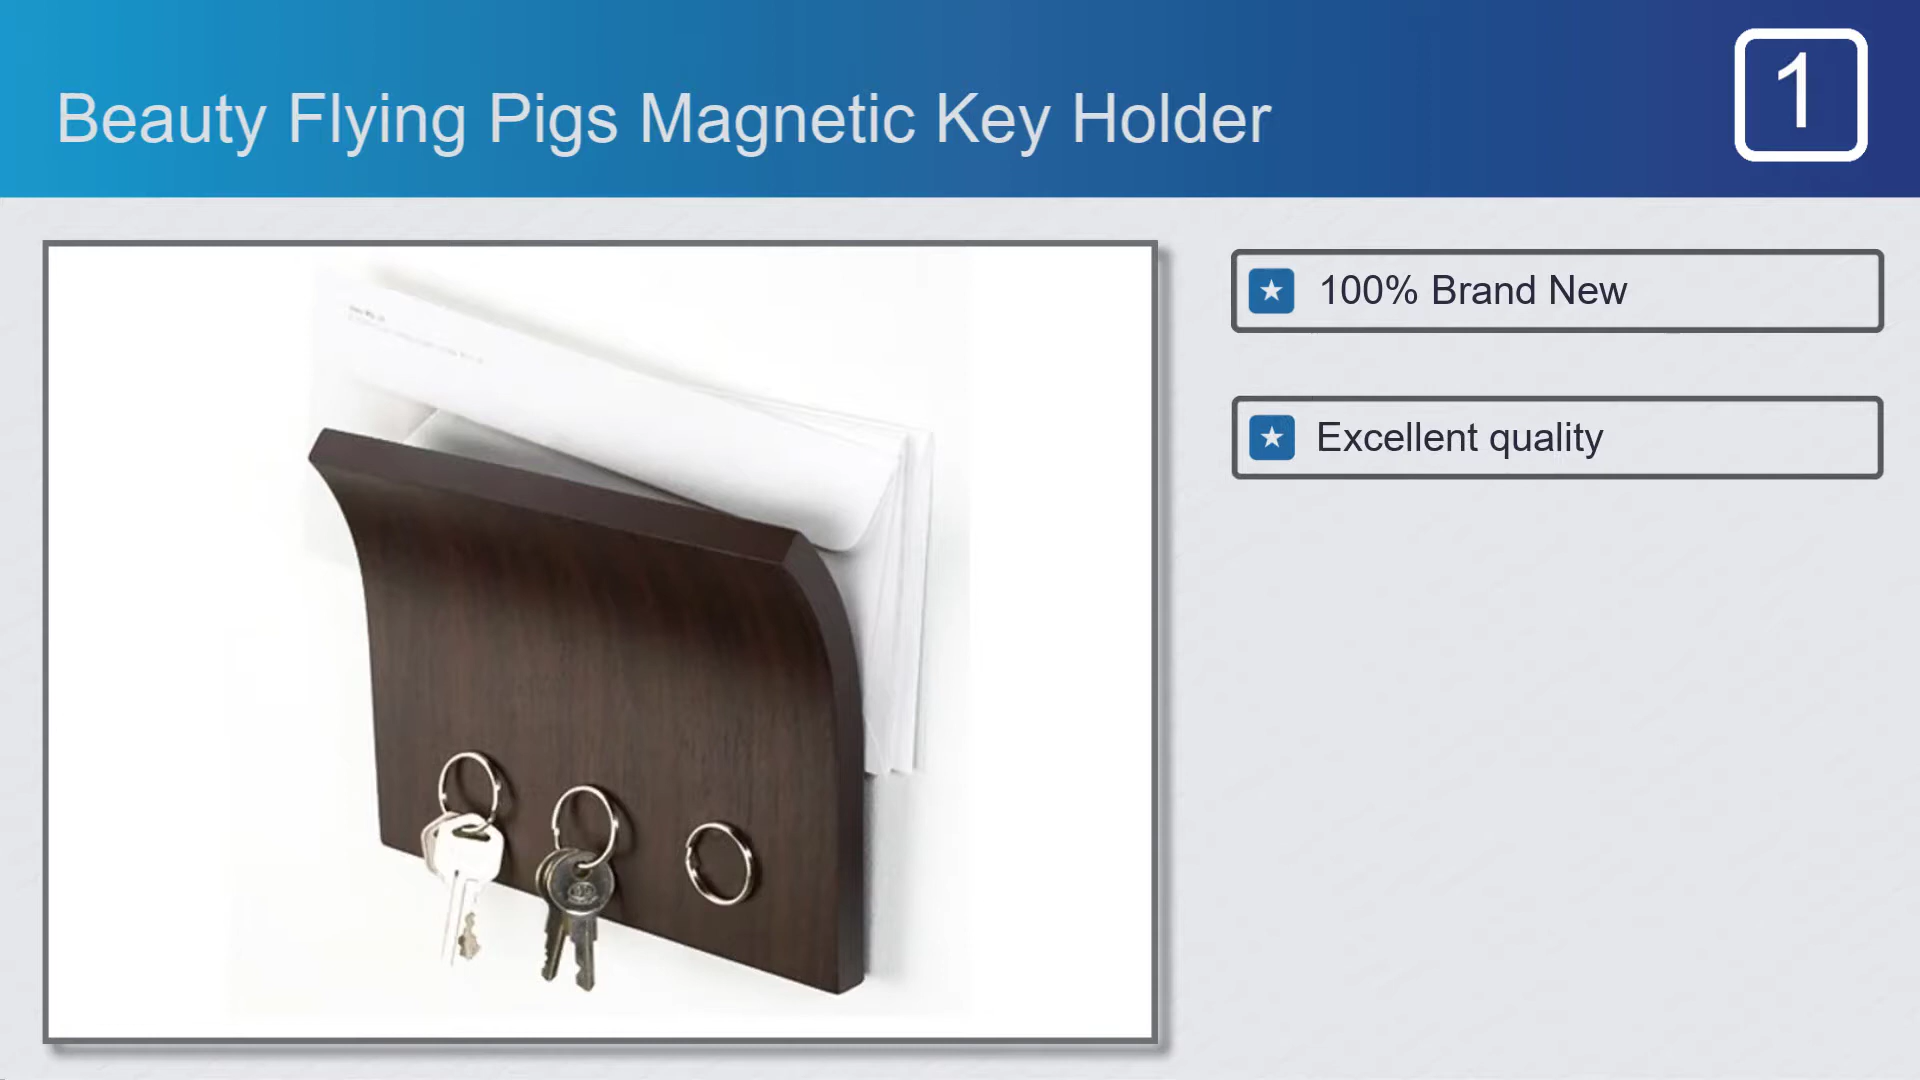 Beauty Flying Pigs Magnetic Key Holder
1
100% Brand New
Excellent quality